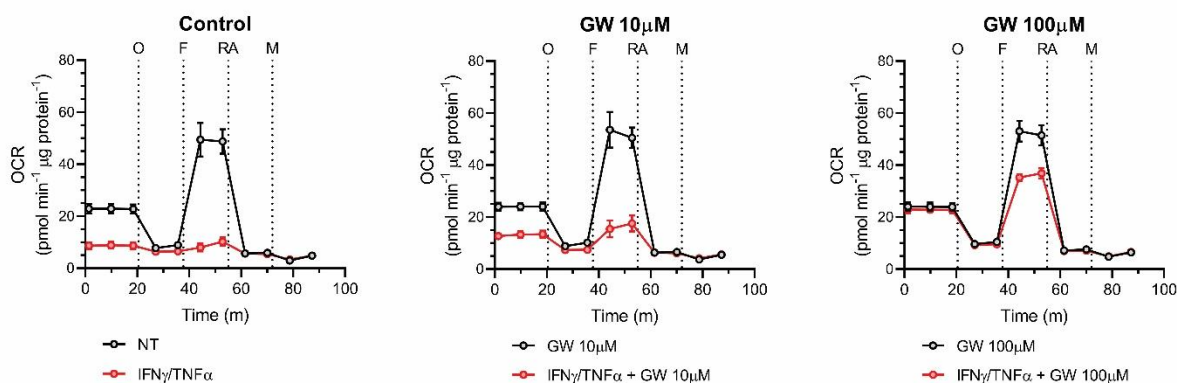 Control
O F RA M
80
60
40
20
0
OCR
(pmol min⁻¹ µg protein⁻¹)
0 20 40 60 80 100
Time (m)
NT
IFNγ/TNFα
GW 10µM
O F RA M
80
60
40
20
0
OCR
(pmol min⁻¹ µg protein⁻¹)
0 20 40 60 80 100
Time (m)
GW 10µM
IFNγ/TNFα + GW 10µM
GW 100µM
O F RA M
80
60
40
20
0
OCR
(pmol min⁻¹ µg protein⁻¹)
0 20 40 60 80 100
Time (m)
GW 100µM
IFNγ/TNFα + GW 100µM